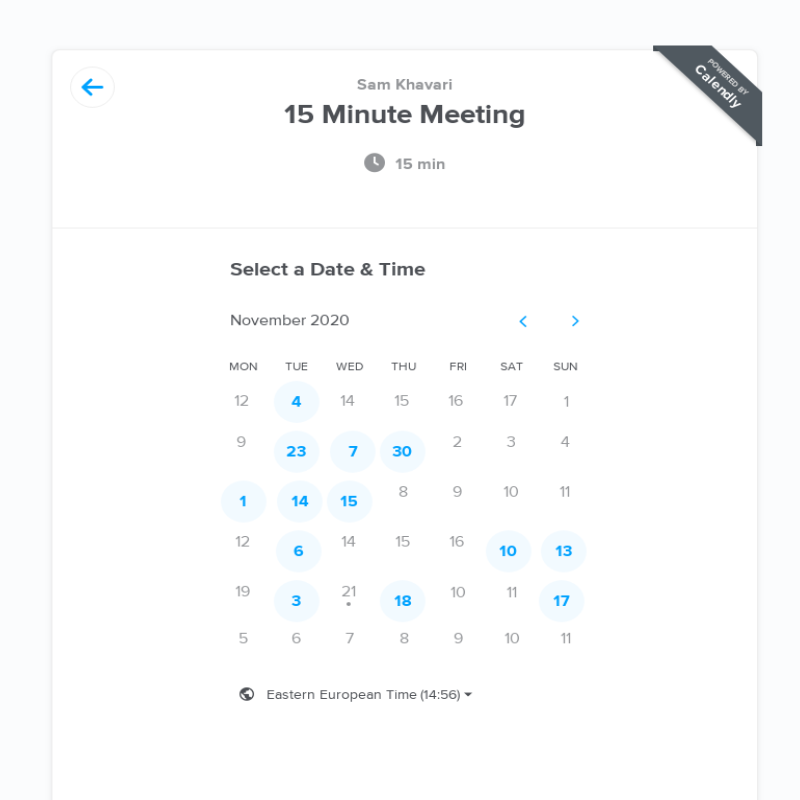 POWERED BY
Calendly
Sam Khavari
15 Minute Meeting
15 min
Select a Date & Time
November 2020
MON TUE WED THU FRI SAT SUN
12 4 14 15 16 17 1
9 23 7 30 2 3 4
1 14 15 8 9 10 11
12 6 14 15 16 10 13
19 3 21 18 10 11 17
5 6 7 8 9 10 11
Eastern European Time (14:56)